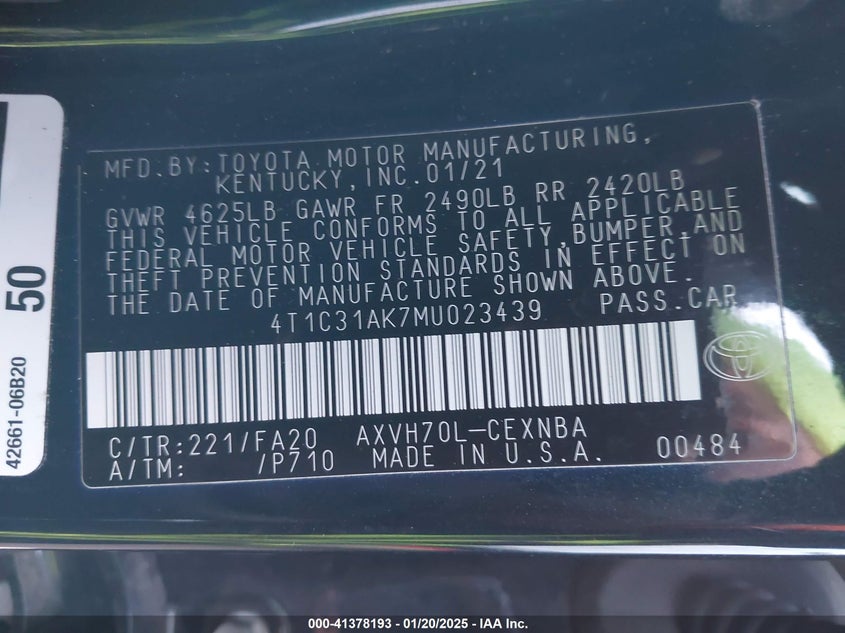 MFD.BY:TOYOTA MOTOR MANUFACTURING,
KENTUCKY,INC.01/21
GVWR 4625LB GAWR FR 2490LB RR 2420LB
THIS VEHICLE CONFORMS TO ALL APPLICABLE
FEDERAL MOTOR VEHICLE SAFETY,BUMPER,AND
THEFT PREVENTION STANDARDS IN EFFECT ON
THE DATE OF MANUFACTURE SHOWN ABOVE.
4T1C31AK7MU023439 PASS.CAR
C/TR:221/FA20 AXVH70L-CEXNBA
A/TM: /P710 MADE IN U.S.A. 00484
50
42661-06B20
000-41378193 - 01/20/2025 - IAA Inc.